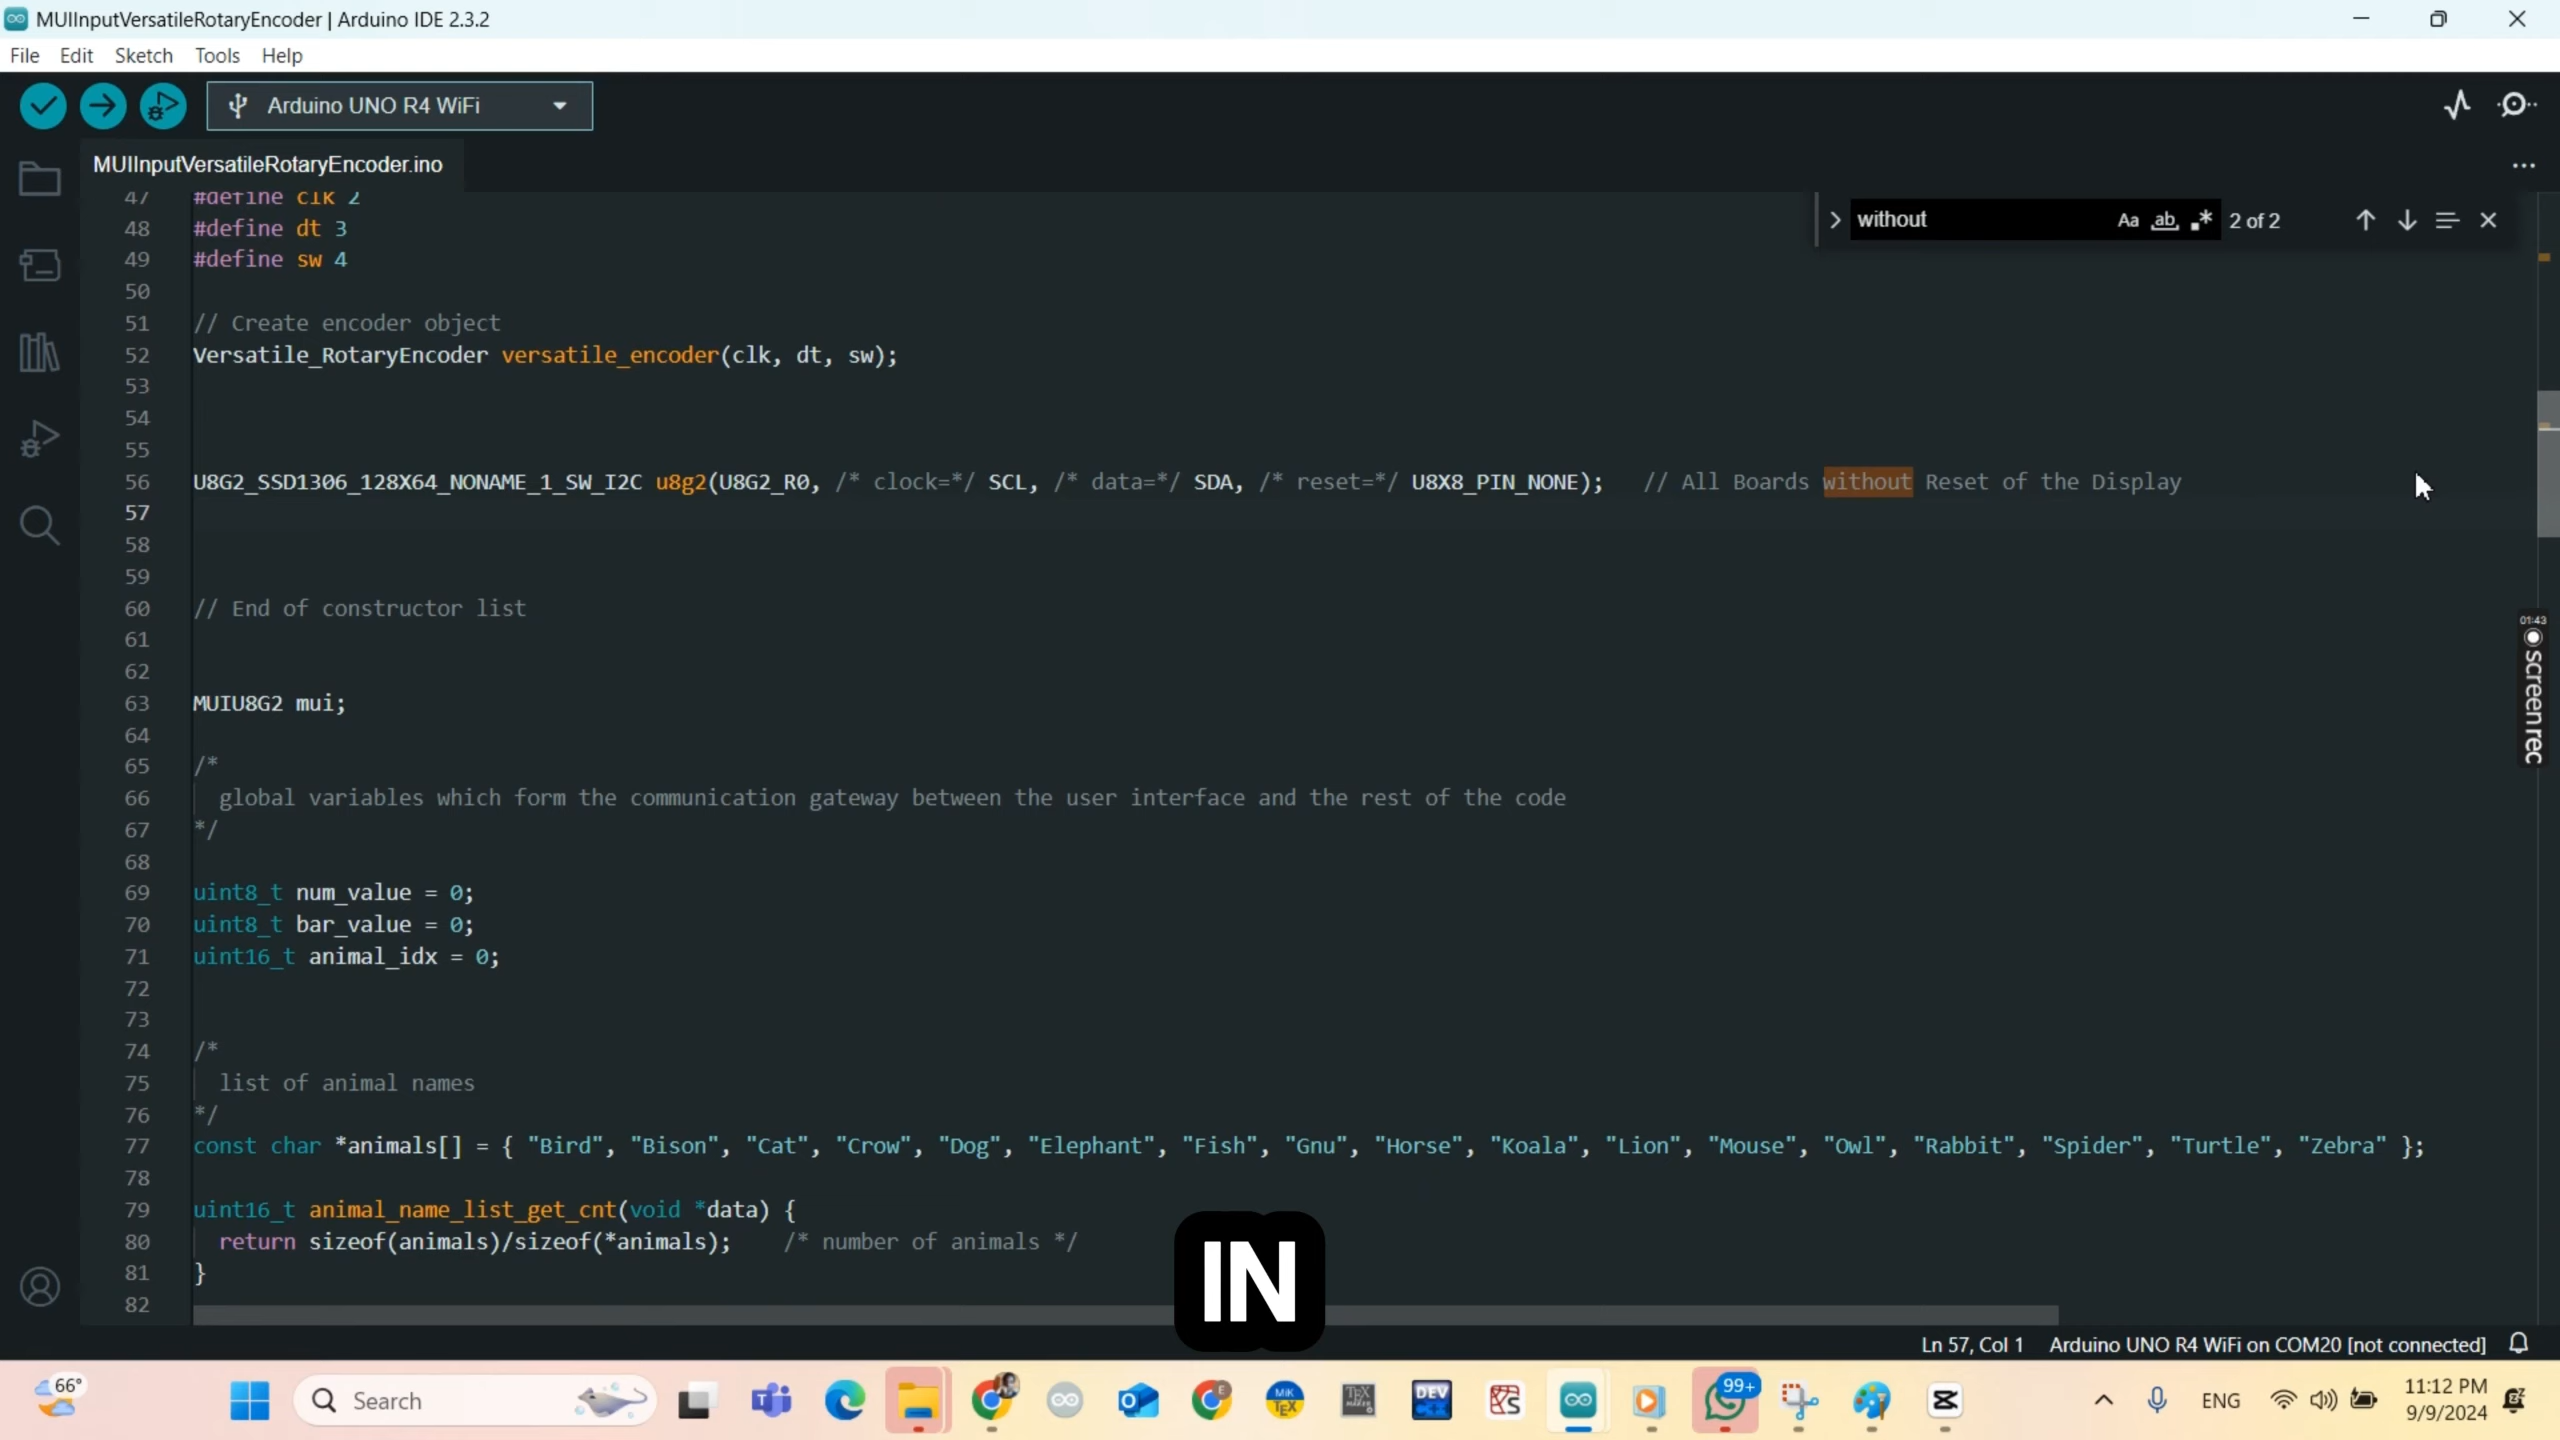 MUIInputVersatileRotaryEncoder | Arduino IDE 2.3.2
File Edit Sketch Tools Help
Arduino UNO R4 WiFi
MUIInputVersatileRotaryEncoder.ino
without Aa ab 2 of 2
47 #define clk 2
48 #define dt 3
49 #define sw 4
50
51 // Create encoder object
52 Versatile_RotaryEncoder versatile_encoder(clk, dt, sw);
53
54
55
56 U8G2_SSD1306_128X64_NONAME_1_SW_I2C u8g2(U8G2_R0, /* clock=*/ SCL, /* data=*/ SDA, /* reset=*/ U8X8_PIN_NONE); // All Boards without Reset of the Display
57
58
59
60 // End of constructor list
61
62
63 MUIU8G2 mui;
64
65 /*
66 global variables which form the communication gateway between the user interface and the rest of the code
67 */
68
69 uint8_t num_value = 0;
70 uint8_t bar_value = 0;
71 uint16_t animal_idx = 0;
72
73
74 /*
75 list of animal names
76 */
77 const char *animals[] = { "Bird", "Bison", "Cat", "Crow", "Dog", "Elephant", "Fish", "Gnu", "Horse", "Koala", "Lion", "Mouse", "Owl", "Rabbit", "Spider", "Turtle", "Zebra" };
78
79 uint16_t animal_name_list_get_cnt(void *data) {
80 return sizeof(animals)/sizeof(*animals); /* number of animals */
81 }
82
01:43
screenrec
IN
Ln 57, Col 1 Arduino UNO R4 WiFi on COM20 [not connected]
66°
Search
T
MiK TEX
TEX MAKER
DEV C++
99+
ENG
11:12 PM
9/9/2024